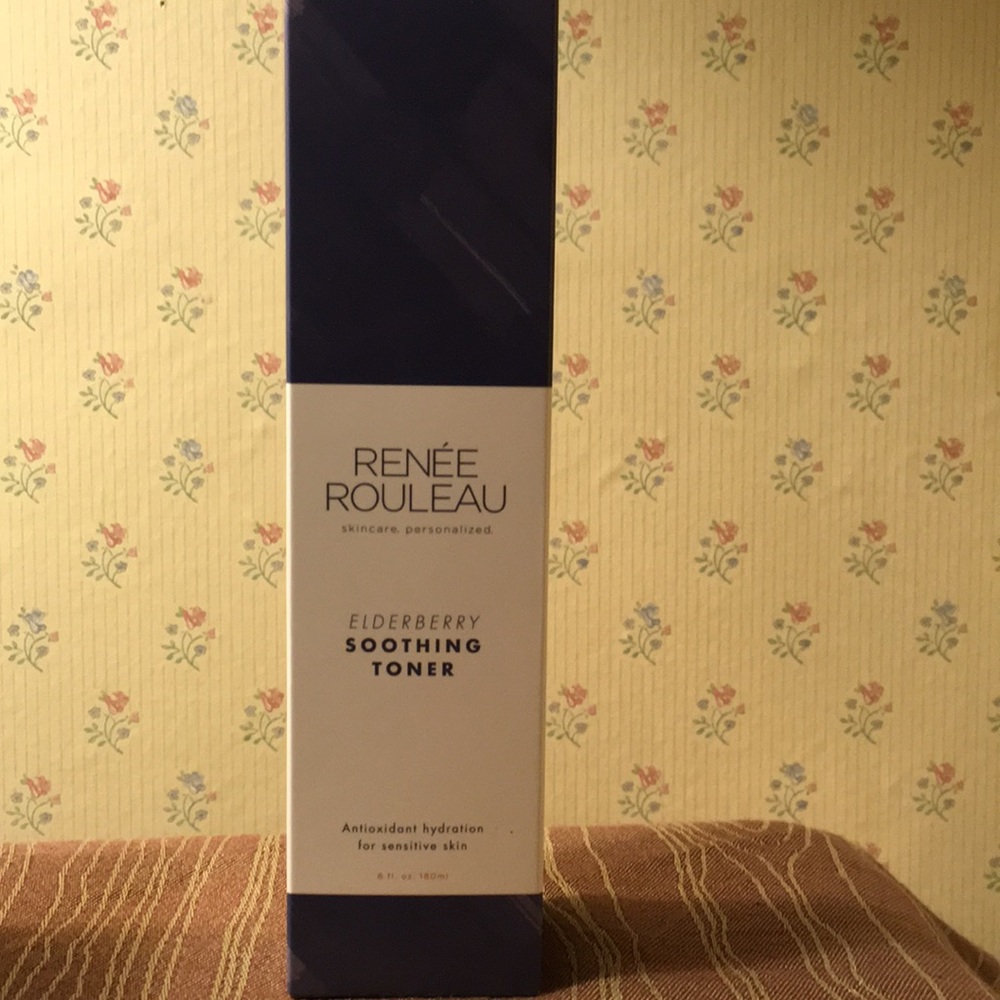 RENÉE
ROULEAU
skincare. personalized.
ELDERBERRY
SOOTHING
TONER
Antioxidant hydration
for sensitive skin
6 fl. oz. 180ml